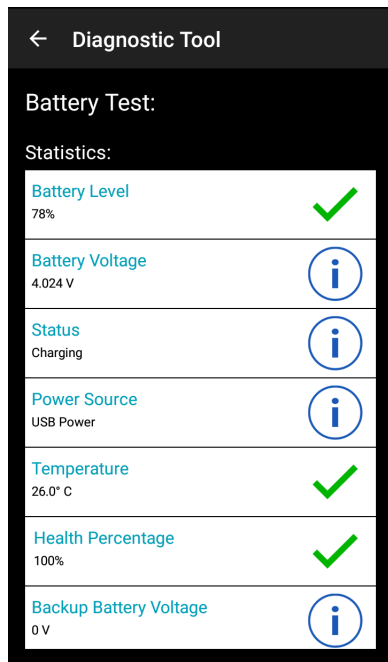 Diagnostic Tool
Battery Test:
Statistics:
Battery Level
78%
Battery Voltage
4.024 V
Status
Charging
Power Source
USB Power
Temperature
26.0° C
Health Percentage
100%
Backup Battery Voltage
0 V